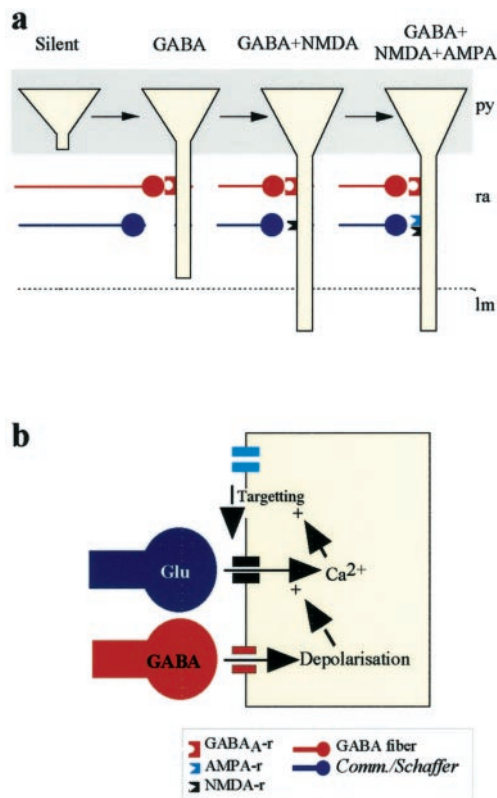 a
Silent
GABA
GABA+NMDA
GABA+
NMDA+AMPA
py
ra
lm
b
Targetting
+
Glu
Ca2+
+
GABA
Depolarisation
GABAA-r
GABA fiber
AMPA-r
Comm./Schaffer
NMDA-r